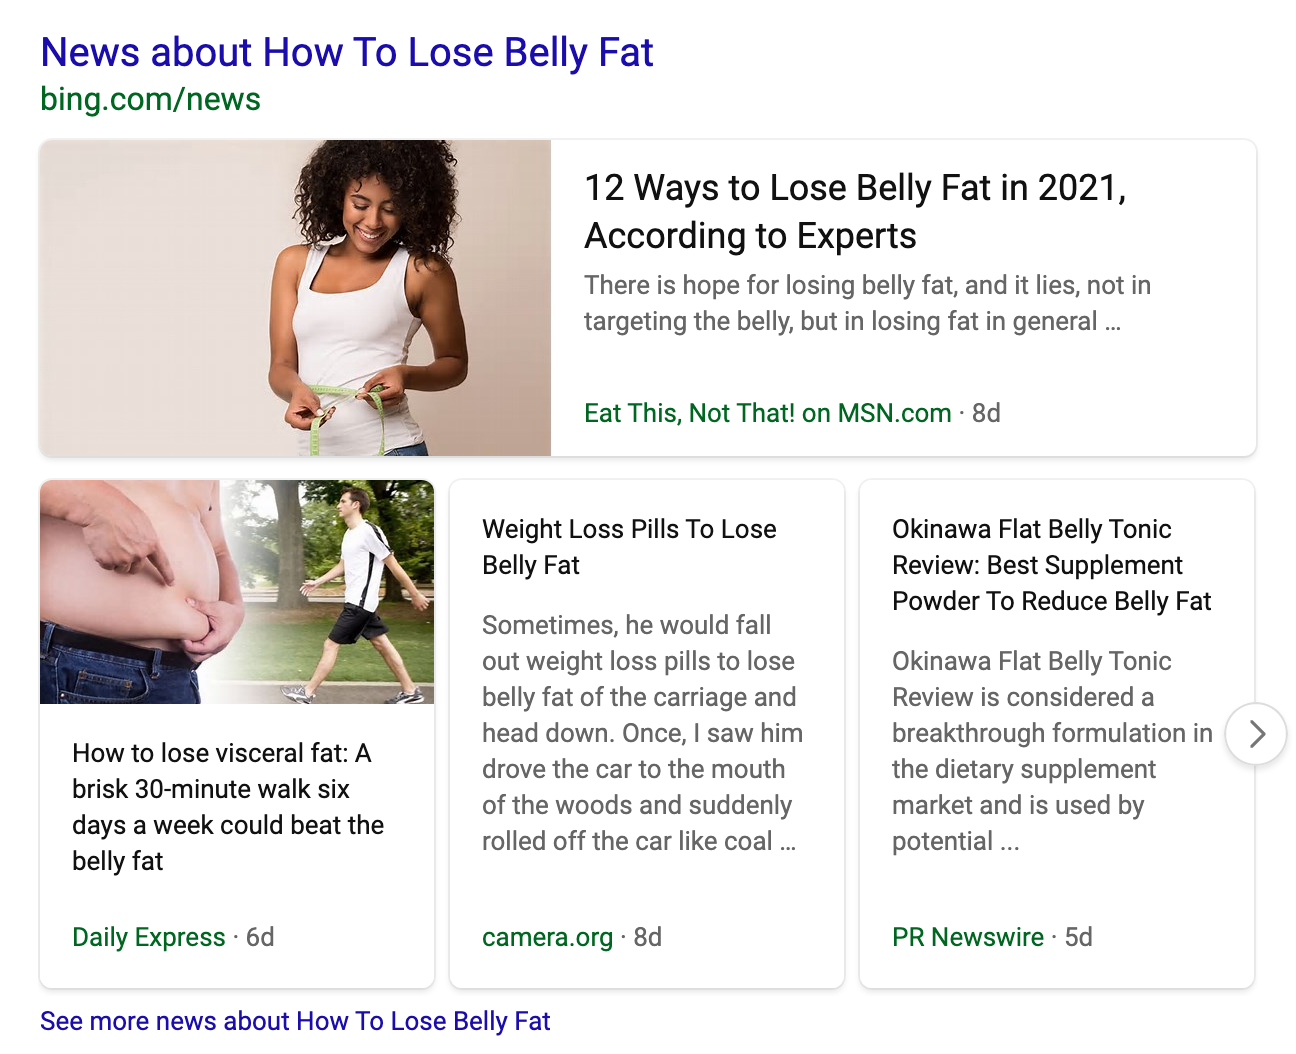 News about How To Lose Belly Fat
bing.com/news
12 Ways to Lose Belly Fat in 2021,
According to Experts
There is hope for losing belly fat, and it lies, not in
targeting the belly, but in losing fat in general ...
Eat This, Not That! on MSN.com · 8d
How to lose visceral fat: A
brisk 30-minute walk six
days a week could beat the
belly fat
Daily Express · 6d
Weight Loss Pills To Lose
Belly Fat
Sometimes, he would fall
out weight loss pills to lose
belly fat of the carriage and
head down. Once, I saw him
drove the car to the mouth
of the woods and suddenly
rolled off the car like coal ...
camera.org · 8d
Okinawa Flat Belly Tonic
Review: Best Supplement
Powder To Reduce Belly Fat
Okinawa Flat Belly Tonic
Review is considered a
breakthrough formulation in
the dietary supplement
market and is used by
potential ...
PR Newswire · 5d
See more news about How To Lose Belly Fat